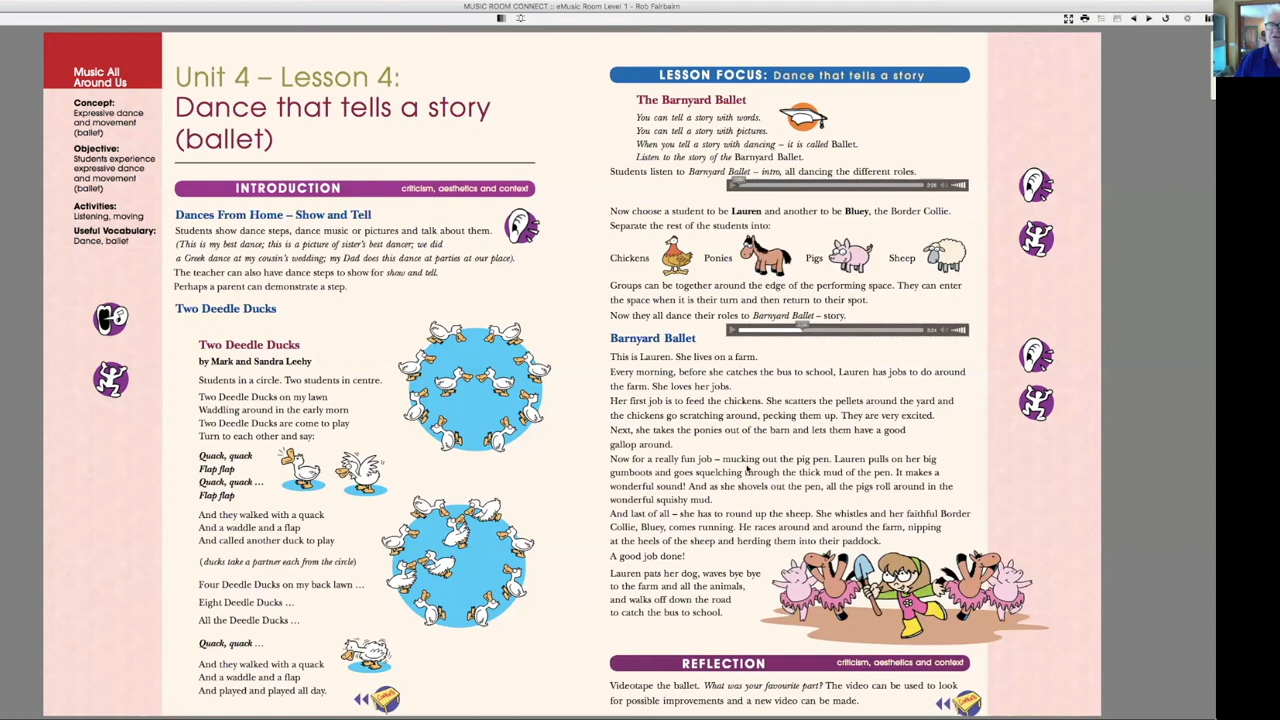 MUSIC ROOM CONNECT :: eMusic Room Level 1 - Rob Fairbairn
Music All
Around Us
Concept:
Expressive dance
and movement
(ballet)
Objective:
Students experience
expressive dance
and movement
(ballet)
Activities:
Listening, moving
Useful Vocabulary:
Dance, ballet
Unit 4 – Lesson 4:
Dance that tells a story
(ballet)
INTRODUCTION criticism, aesthetics and context
Dances From Home – Show and Tell
Students show dance steps, dance music or pictures and talk about them.
(This is my best dance; this is a picture of sister's best dancer; we did
a Greek dance at my cousin's wedding; my Dad does this dance at parties at our place).
The teacher can also have dance steps to show for show and tell.
Perhaps a parent can demonstrate a step.
Two Deedle Ducks
Two Deedle Ducks
by Mark and Sandra Leehy
Students in a circle. Two students in centre.
Two Deedle Ducks on my lawn
Waddling around in the early morn
Two Deedle Ducks are come to play
Turn to each other and say:
Quack, quack
Flap flap
Quack, quack ...
Flap flap
And they walked with a quack
And a waddle and a flap
And called another duck to play
(ducks take a partner each from the circle)
Four Deedle Ducks on my back lawn ...
Eight Deedle Ducks ...
All the Deedle Ducks ...
Quack, quack ...
And they walked with a quack
And a waddle and a flap
And played and played all day.
LESSON FOCUS: Dance that tells a story
The Barnyard Ballet
You can tell a story with words.
You can tell a story with pictures.
When you tell a story with dancing – it is called Ballet.
Listen to the story of the Barnyard Ballet.
Students listen to Barnyard Ballet – intro, all dancing the different roles.
Now choose a student to be Lauren and another to be Bluey, the Border Collie.
Separate the rest of the students into:
Chickens Ponies Pigs Sheep
Groups can be together around the edge of the performing space. They can enter
the space when it is their turn and then return to their spot.
Now they all dance their roles to Barnyard Ballet – story.
Barnyard Ballet
This is Lauren. She lives on a farm.
Every morning, before she catches the bus to school, Lauren has jobs to do around
the farm. She loves her jobs.
Her first job is to feed the chickens. She scatters the pellets around the yard and
the chickens go scratching around, pecking them up. They are very excited.
Next, she takes the ponies out of the barn and lets them have a good
gallop around.
Now for a really fun job – mucking out the pig pen. Lauren pulls on her big
gumboots and goes squelching through the thick mud of the pen. It makes a
wonderful sound! And as she shovels out the pen, all the pigs roll around in the
wonderful squishy mud.
And last of all – she has to round up the sheep. She whistles and her faithful Border
Collie, Bluey, comes running. He races around and around the farm, nipping
at the heels of the sheep and herding them into their paddock.
A good job done!
Lauren pats her dog, waves bye bye
to the farm and all the animals,
and walks off down the road
to catch the bus to school.
REFLECTION criticism, aesthetics and context
Videotape the ballet. What was your favourite part? The video can be used to look
for possible improvements and a new video can be made.